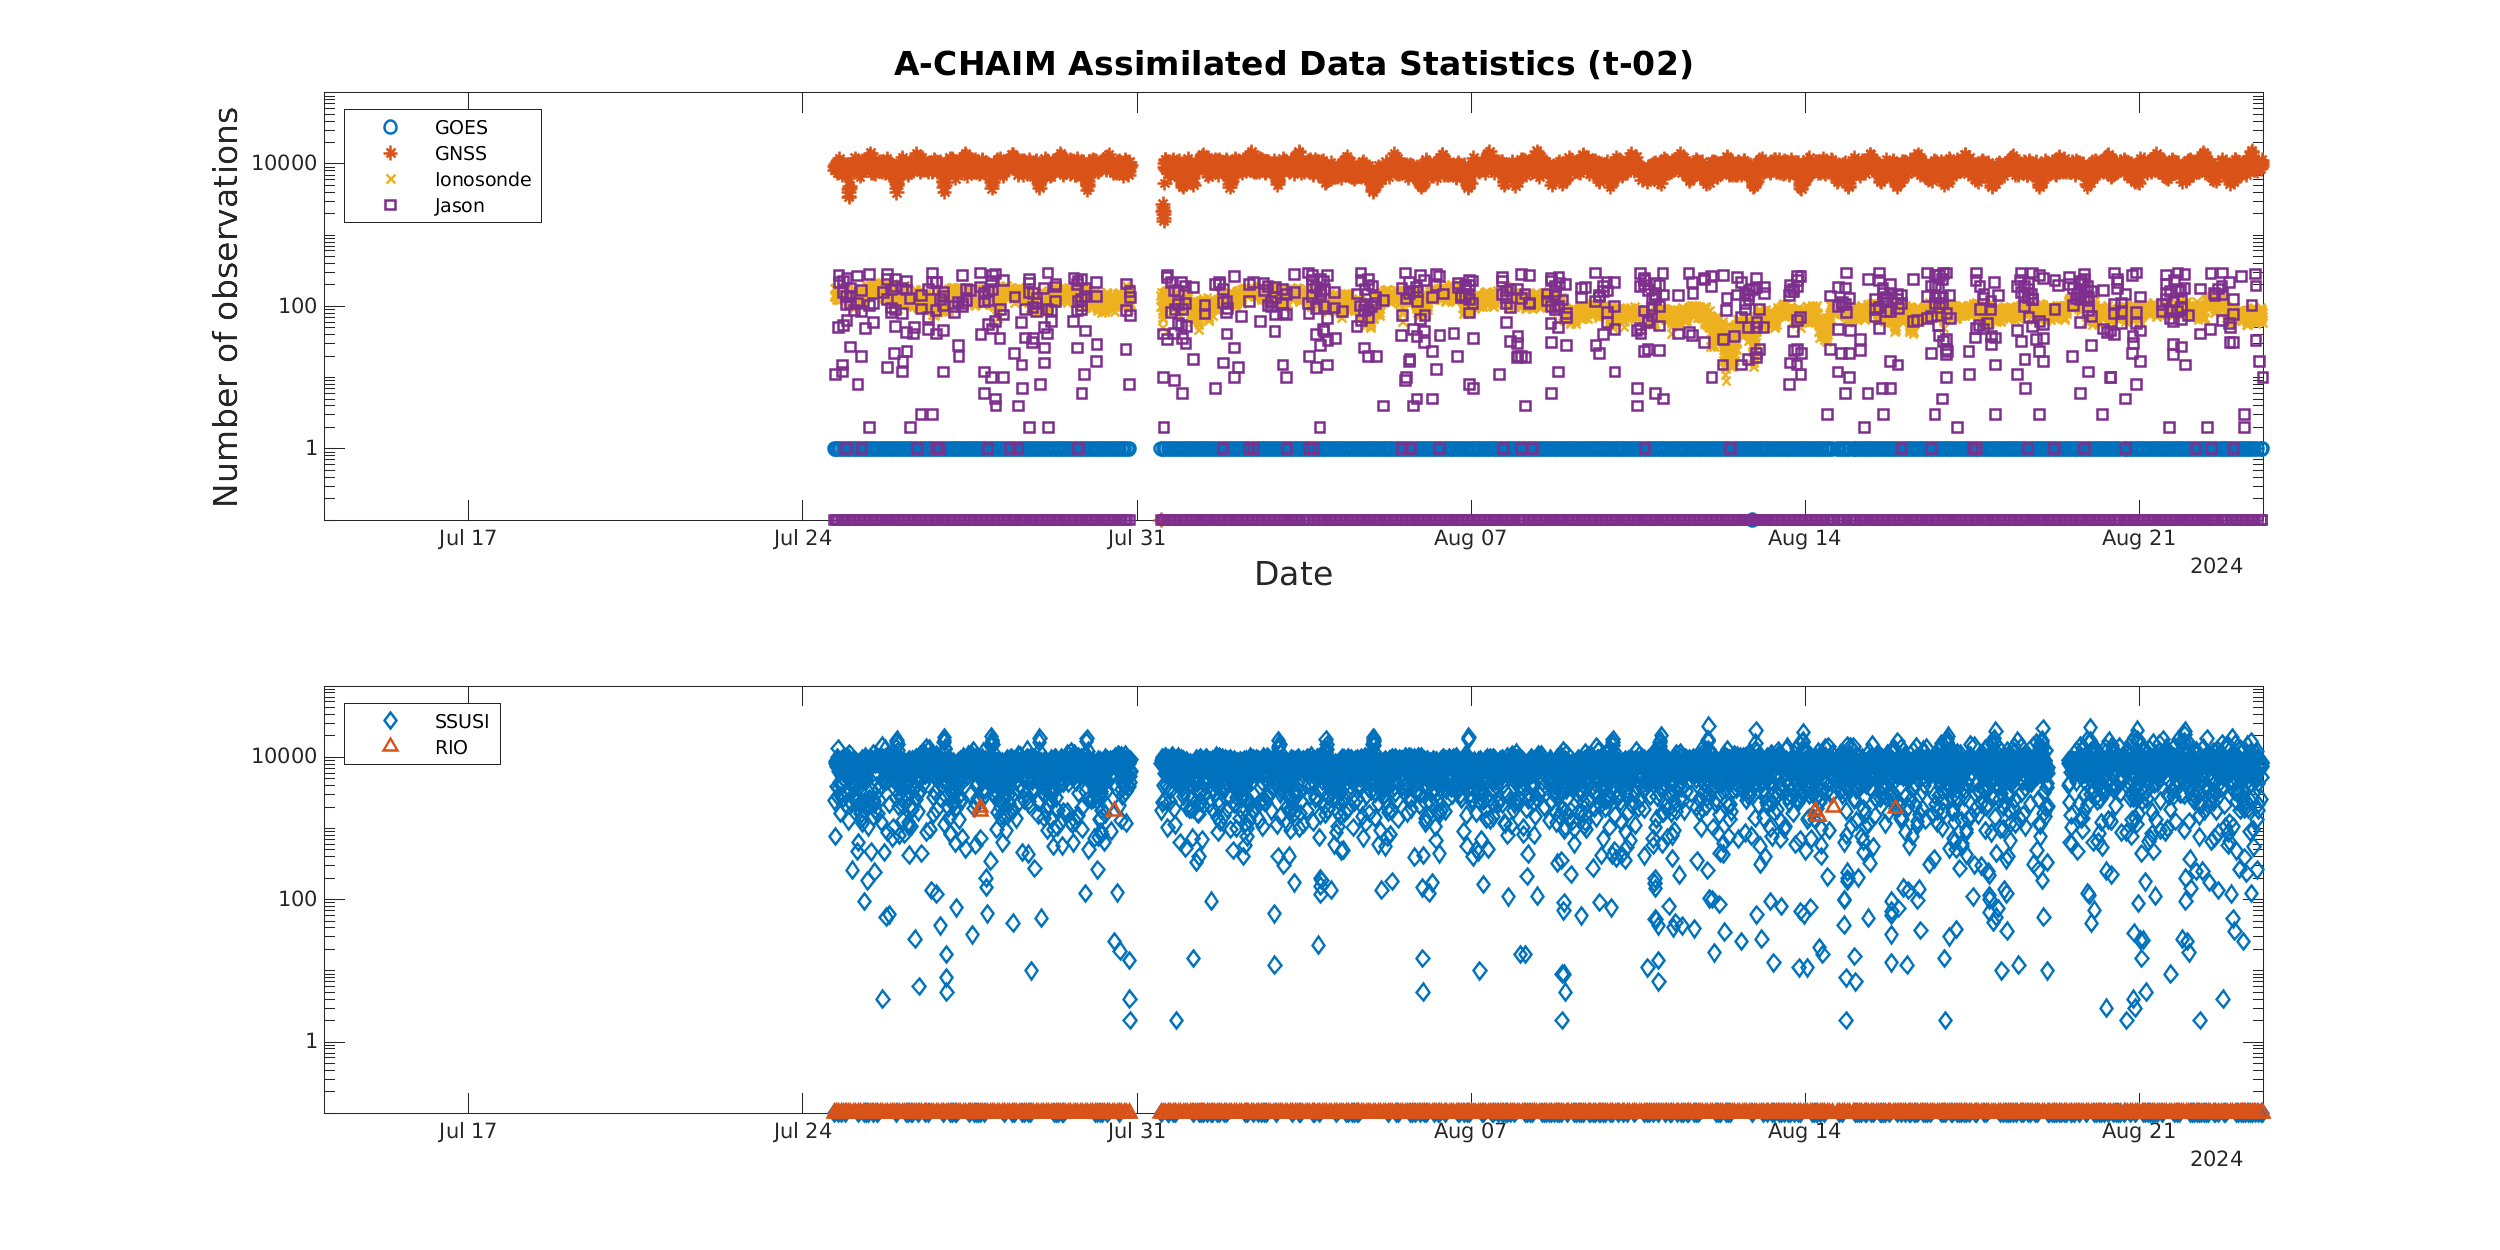 A-CHAIM Assimilated Data Statistics (t-02)
Number of observations
10000
100
1
GOES
GNSS
Ionosonde
Jason
Jul 17
Jul 24
Jul 31
Aug 07
Aug 14
Aug 21
2024
Date
10000
100
1
SSUSI
RIO
Jul 17
Jul 24
Jul 31
Aug 07
Aug 14
Aug 21
2024